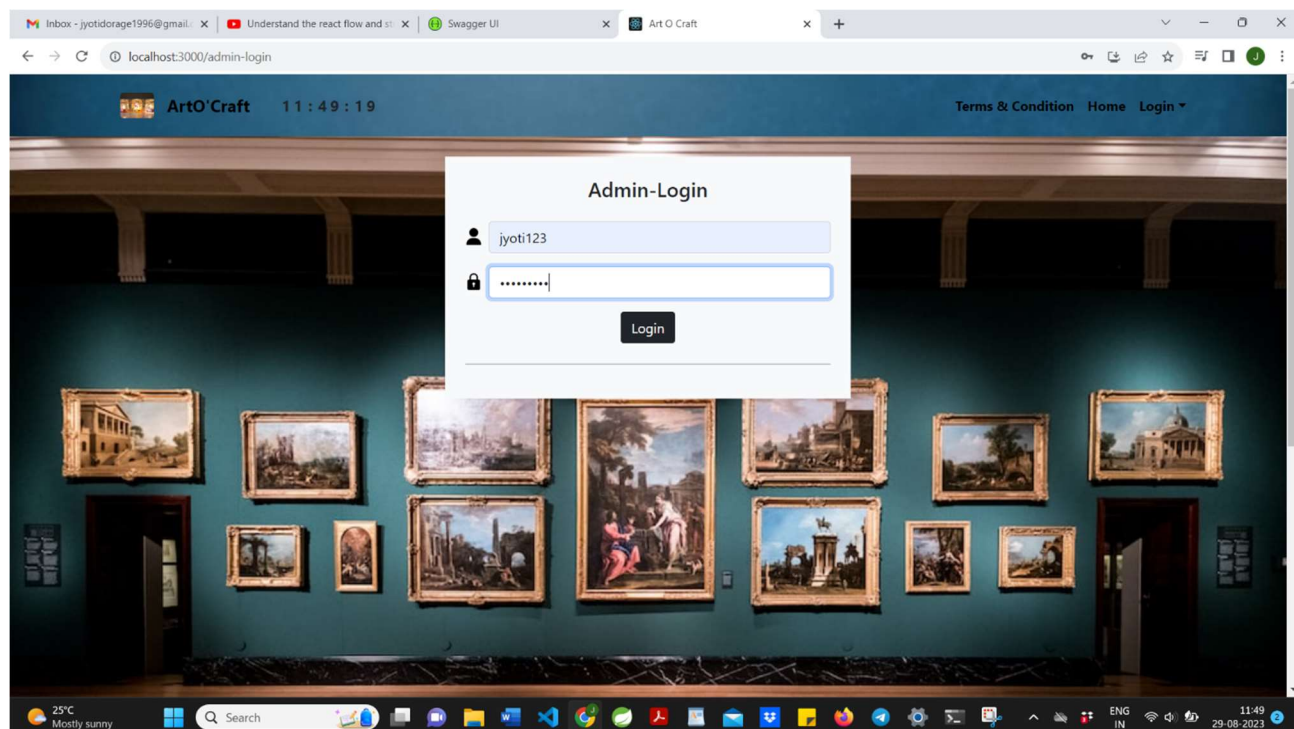 Inbox - jyotidorage1996@gmail.
Understand the react flow and st
Swagger UI
Art O Craft
localhost:3000/admin-login
J
ArtO'Craft
11:49:19
Terms & Condition
Home
Login
Admin-Login
jyoti123
Login
25°C
Mostly sunny
Search
ENG
IN
11:49
29-08-2023
2